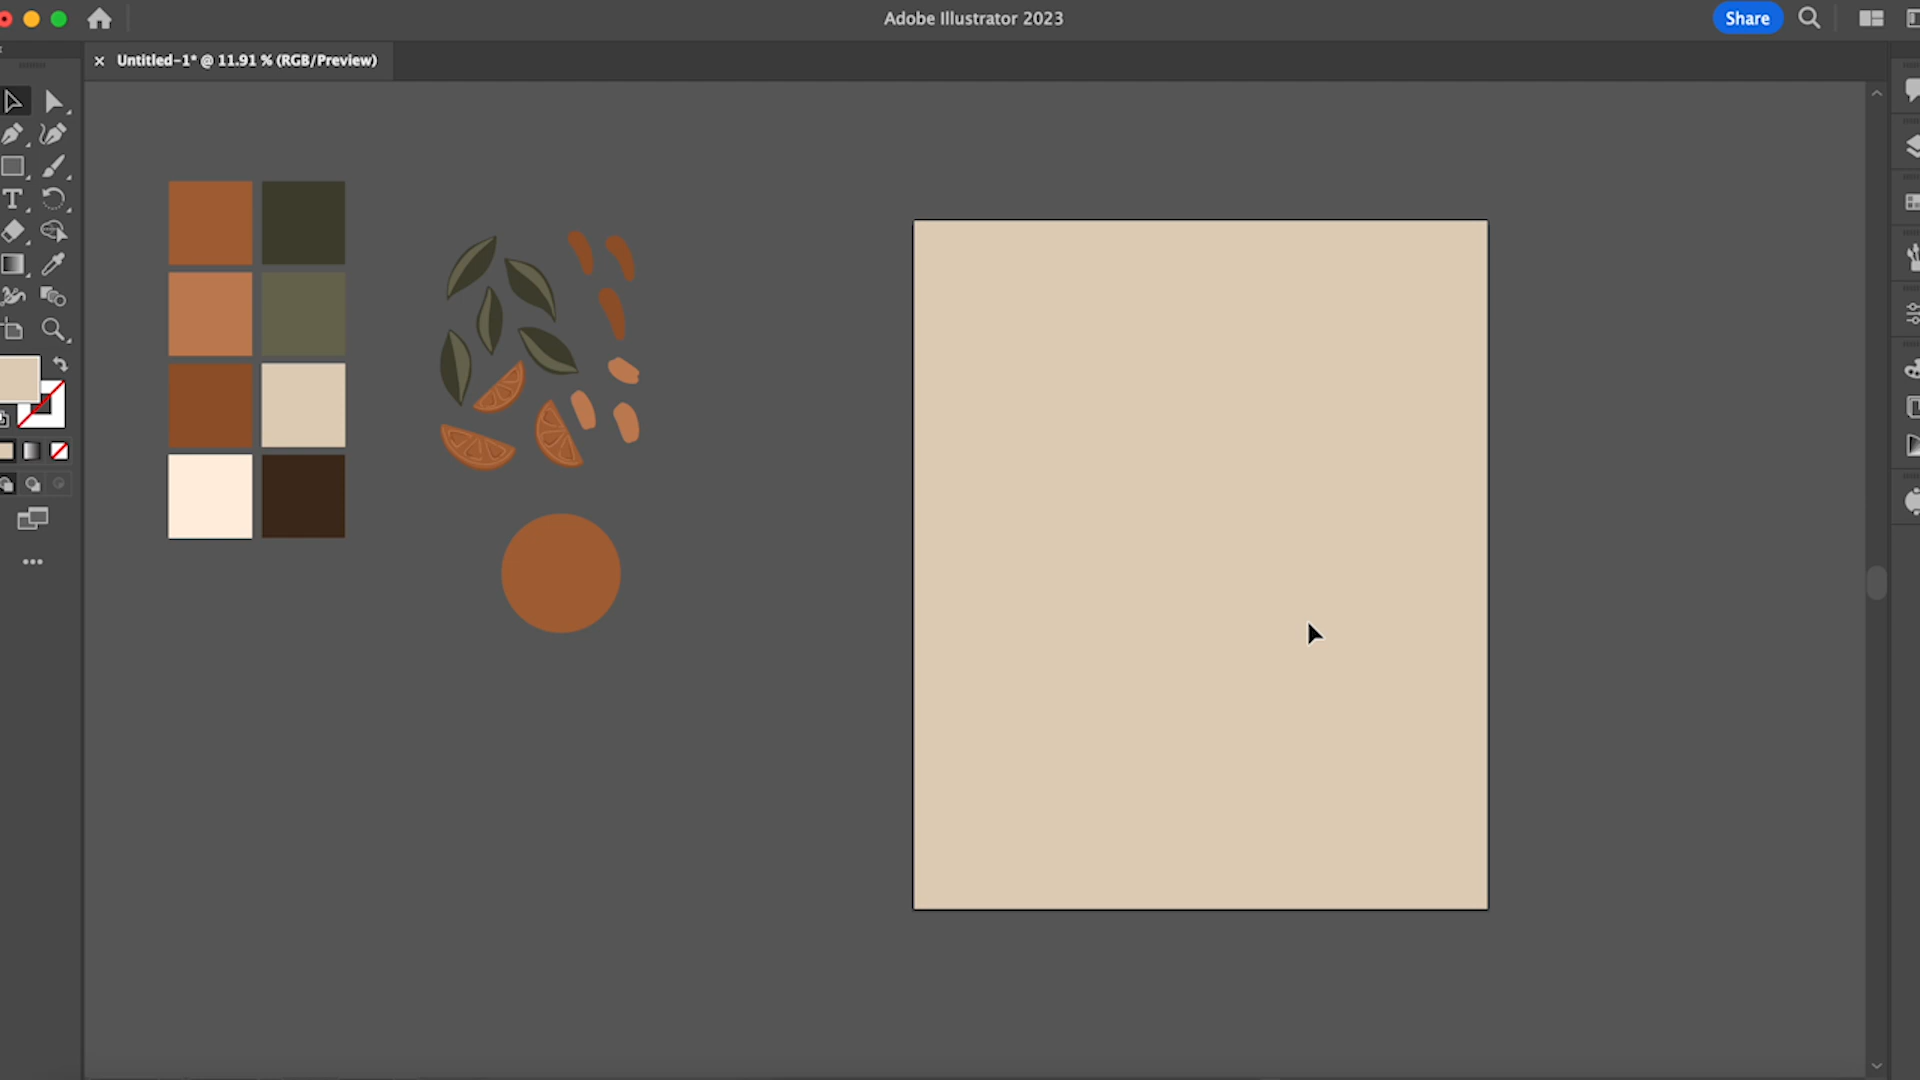 Adobe Illustrator 2023
Share
× Untitled-1* @ 11.91 % (RGB/Preview)